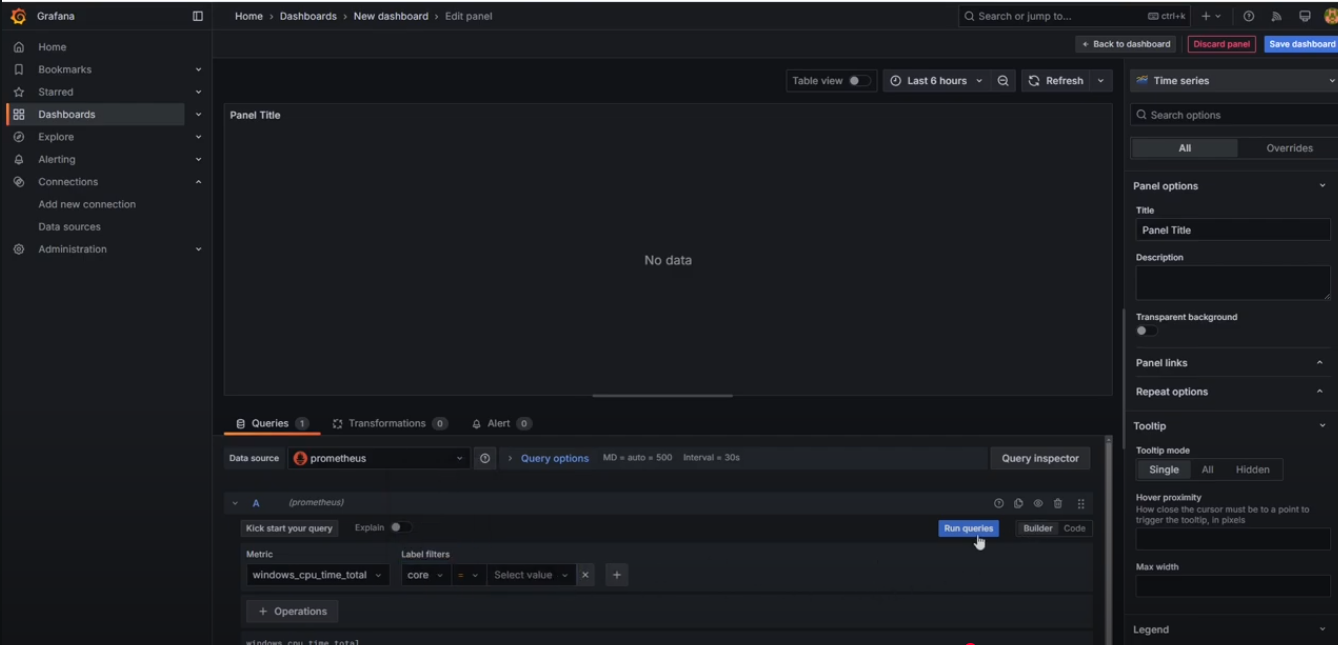 Grafana
Home › Dashboards › New dashboard › Edit panel
Search or jump to...
ctrl+k
Home
Bookmarks
Starred
Dashboards
Explore
Alerting
Connections
Add new connection
Data sources
Administration
Back to dashboard
Discard panel
Save dashboard
Table view
Last 6 hours
Refresh
Panel Title
No data
Queries 1
Transformations 0
Alert 0
Data source
prometheus
Query options
MD = auto = 500
Interval = 30s
Query inspector
A
(prometheus)
Kick start your query
Explain
Run queries
Builder
Code
Metric
Label filters
windows_cpu_time_total
core
=
Select value
+ Operations
windows_cpu_time_total
Time series
Search options
All
Overrides
Panel options
Title
Panel Title
Description
Transparent background
Panel links
Repeat options
Tooltip
Tooltip mode
Single
All
Hidden
Hover proximity
How close the cursor must be to a point to
trigger the tooltip, in pixels
Max width
Legend